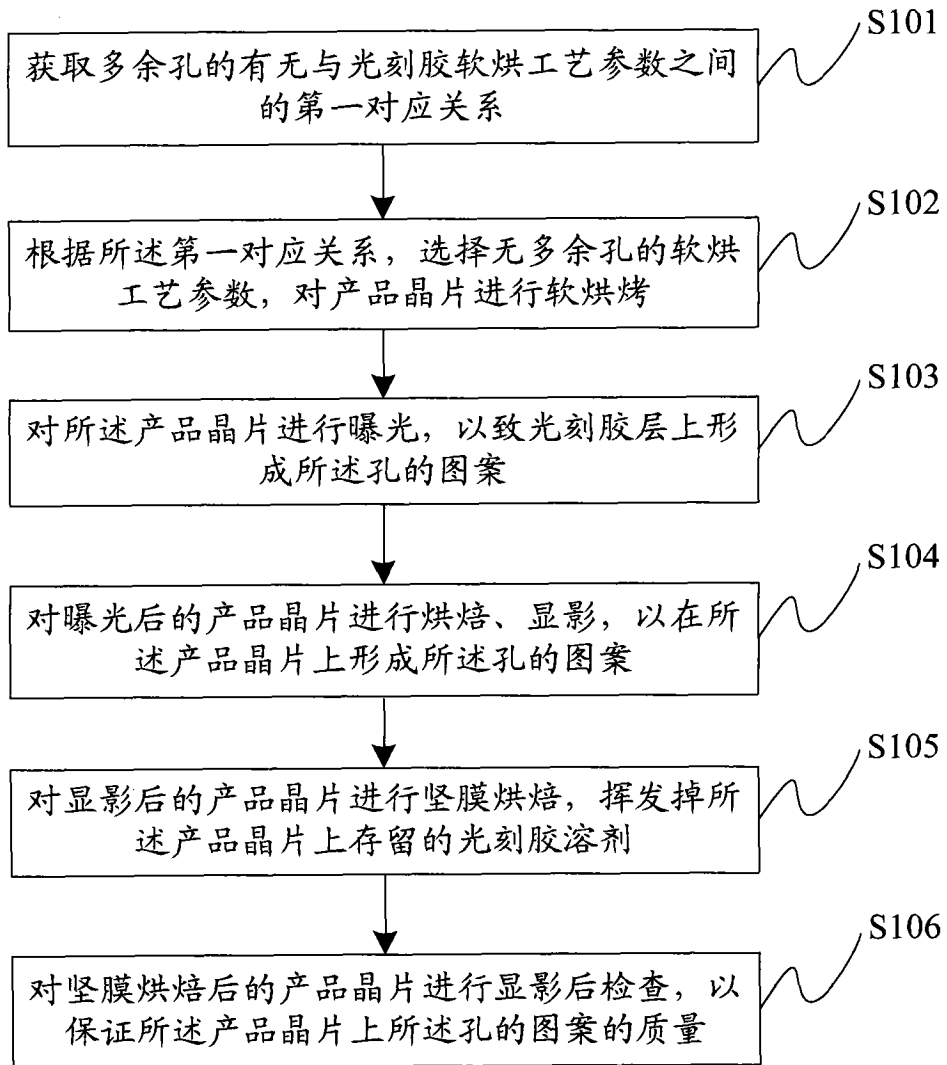 S101
获取多余孔的有无与光刻胶软烘工艺参数之间
的第一对应关系
S102
根据所述第一对应关系，选择无多余孔的软烘
工艺参数，对产品晶片进行软烘烤
S103
对所述产品晶片进行曝光，以致光刻胶层上形
成所述孔的图案
S104
对曝光后的产品晶片进行烘焙、显影，以在所
述产品晶片上形成所述孔的图案
S105
对显影后的产品晶片进行坚膜烘焙，挥发掉所
述产品晶片上存留的光刻胶溶剂
S106
对坚膜烘焙后的产品晶片进行显影后检查，以
保证所述产品晶片上所述孔的图案的质量